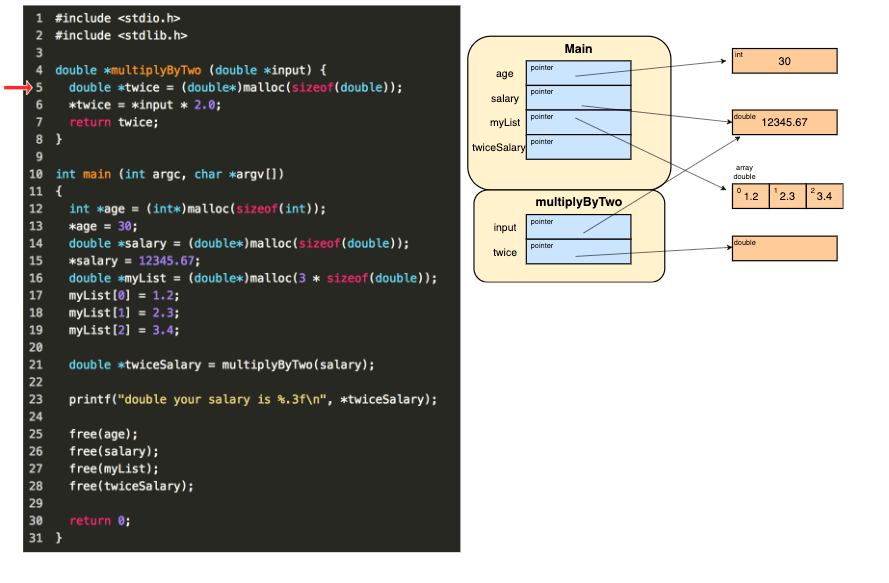 1 #include <stdio.h>
2 #include <stdlib.h>
3
4 double *multiplyByTwo (double *input) {
5   double *twice = (double*)malloc(sizeof(double));
6   *twice = *input * 2.0;
7   return twice;
8 }
9
10 int main (int argc, char *argv[])
11 {
12   int *age = (int*)malloc(sizeof(int));
13   *age = 30;
14   double *salary = (double*)malloc(sizeof(double));
15   *salary = 12345.67;
16   double *myList = (double*)malloc(3 * sizeof(double));
17   myList[0] = 1.2;
18   myList[1] = 2.3;
19   myList[2] = 3.4;
20
21   double *twiceSalary = multiplyByTwo(salary);
22
23   printf("double your salary is %.3f\n", *twiceSalary);
24
25   free(age);
26   free(salary);
27   free(myList);
28   free(twiceSalary);
29
30   return 0;
31 }
Main
age pointer
salary pointer
myList pointer
twiceSalary pointer
multiplyByTwo
input pointer
twice pointer
int
30
double
12345.67
array
double
0 1.2 1 2.3 2 3.4
double